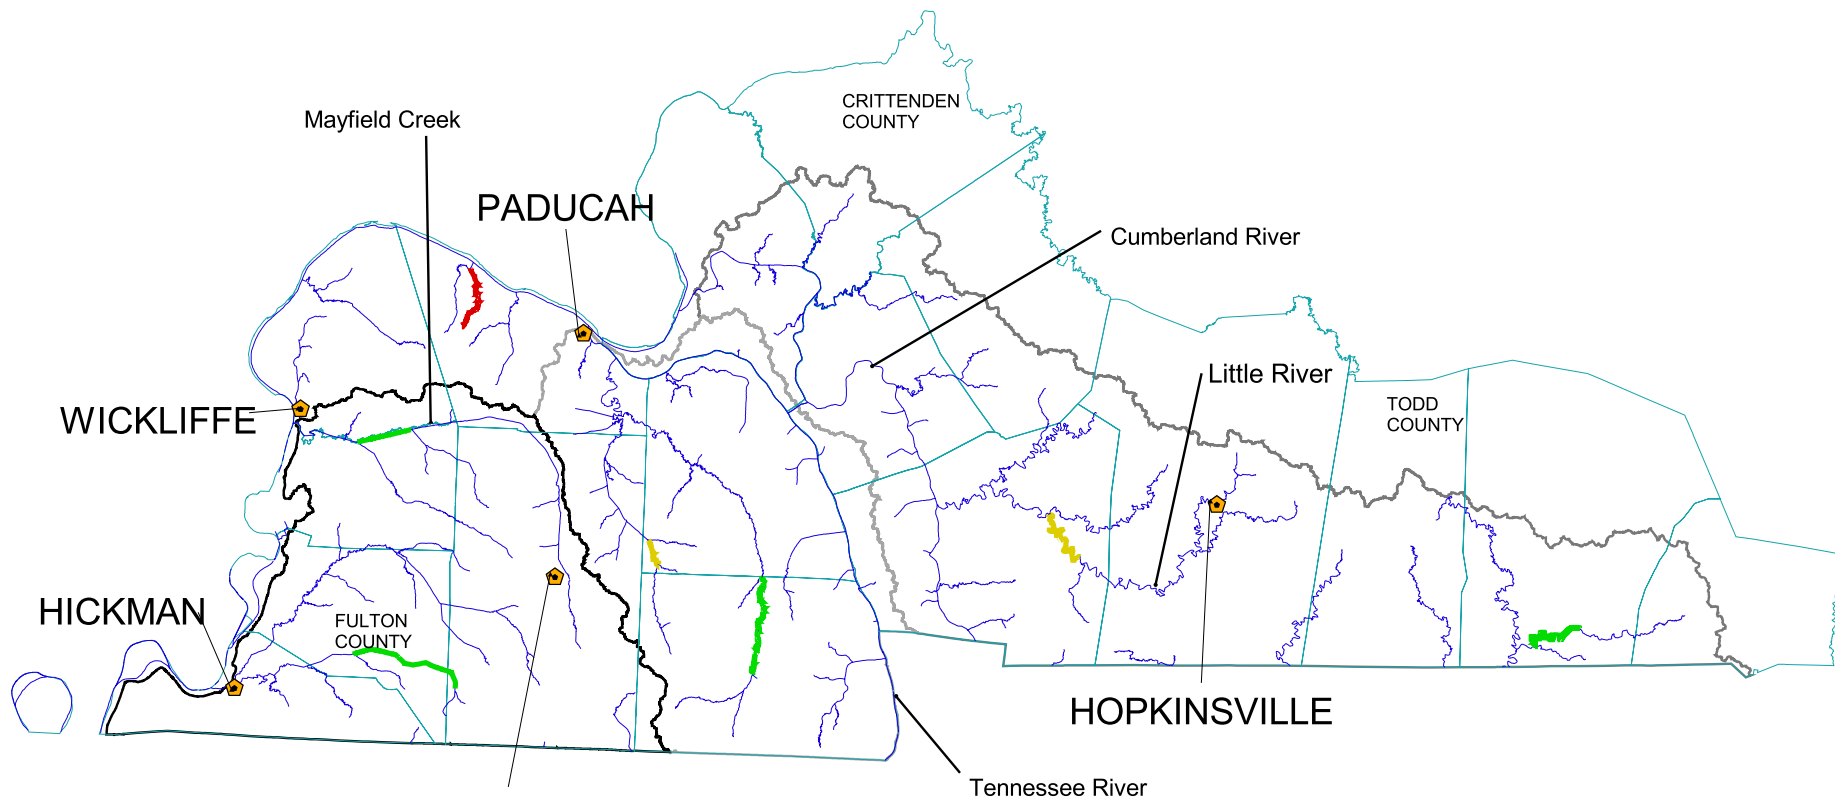 CRITTENDEN
COUNTY
Mayfield Creek
PADUCAH
Cumberland River
Little River
TODD
COUNTY
WICKLIFFE
HICKMAN
FULTON
COUNTY
HOPKINSVILLE
Tennessee River